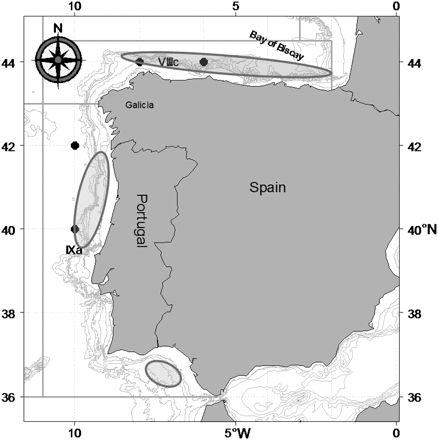 10 5 0
N
Bay of Biscay
44 VIIIc 44
Galicia
42 42
Spain
Portugal
40 40°N
IXa
38 38
36 36
10 5°W 0